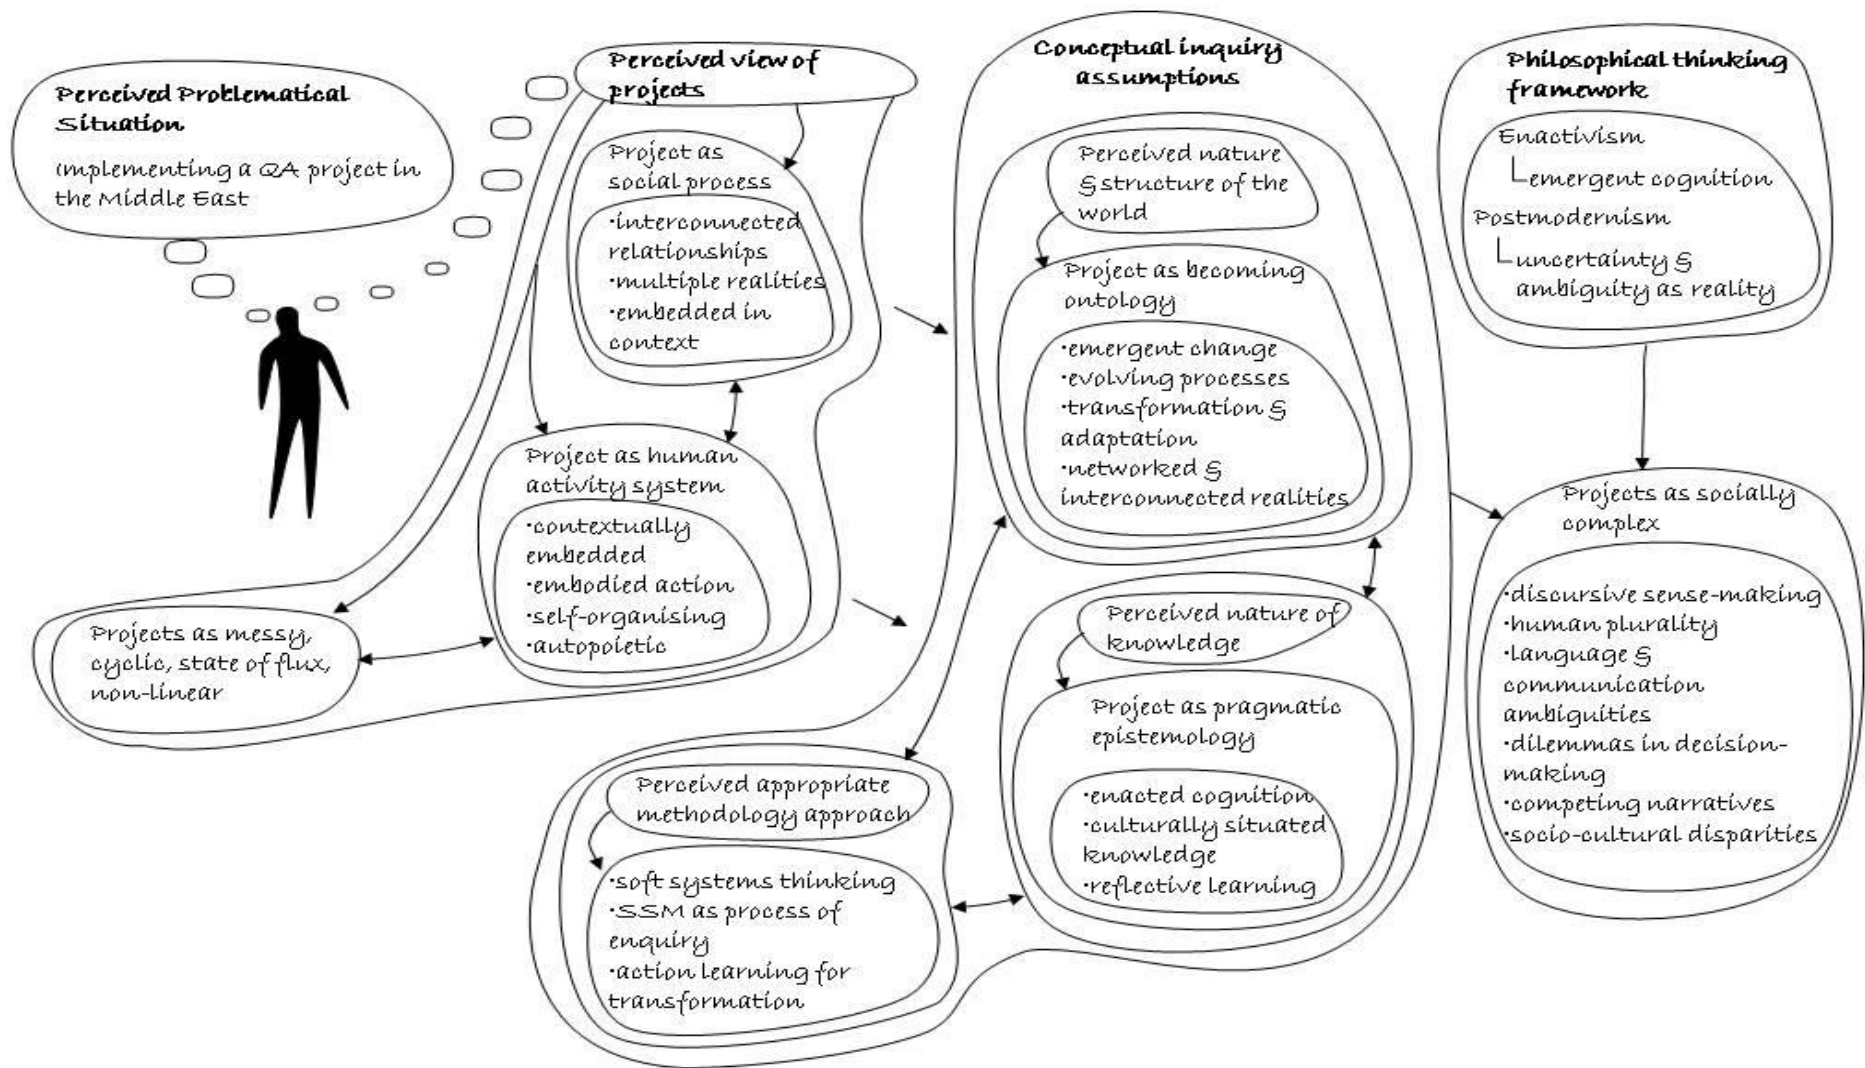 Perceived Problematical
Situation
Implementing a QA project in
the Middle East
Perceived view of
projects
Project as
social process
•interconnected
relationships
•multiple realities
•embedded in
context
Project as human
activity system
•contextually
embedded
•embodied action
•self-organising
•autopoietic
Projects as messy,
cyclic, state of flux,
non-linear
Conceptual inquiry
assumptions
Perceived nature
& structure of the
world
Project as becoming
ontology
•emergent change
•evolving processes
•transformation &
adaptation
•networked &
interconnected realities
Perceived nature of
knowledge
Project as pragmatic
epistemology
•enacted cognition
•culturally situated
knowledge
•reflective learning
Perceived appropriate
methodology approach
•soft systems thinking
•SSM as process of
enquiry
•action learning for
transformation
Philosophical thinking
framework
Enactivism
emergent cognition
Postmodernism
uncertainty &
ambiguity as reality
Projects as socially
complex
•discursive sense-making
•human plurality
•language &
communication
ambiguities
•dilemmas in decision-
making
•competing narratives
•socio-cultural disparities